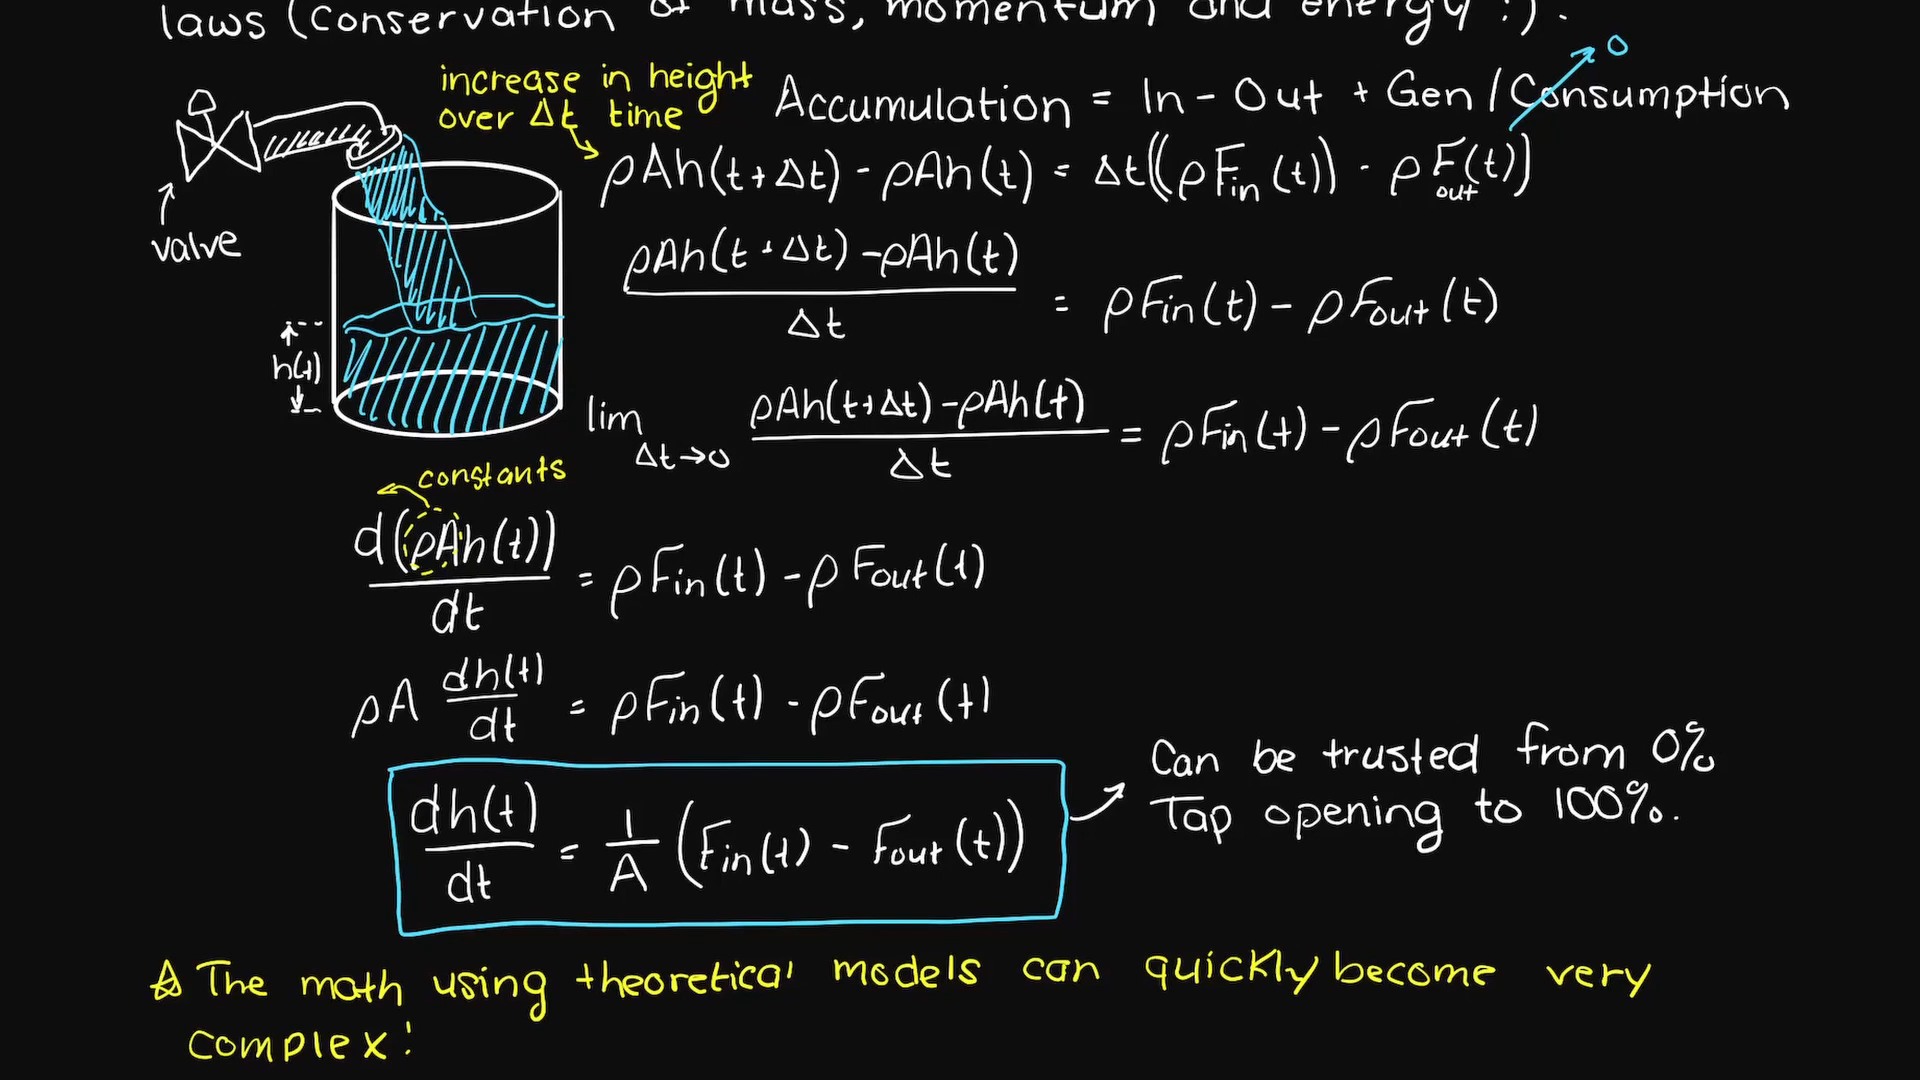 laws (conservation of mass, momentum and energy!).
increase in height
over Δt time
Accumulation = In - Out + Gen/Consumption
0
ρAh(t+Δt) - ρAh(t) = Δt((ρFin(t)) - ρFout(t))
valve
ρAh(t+Δt) - ρAh(t)
Δt
= ρFin(t) - ρFout(t)
h(t)
lim Δt→0
ρAh(t+Δt) - ρAh(t)
Δt
= ρFin(t) - ρFout(t)
constants
d(ρAh(t))
dt
= ρFin(t) - ρFout(t)
ρA dh(t)/dt = ρFin(t) - ρFout(t)
dh(t)/dt = 1/A (Fin(t) - Fout(t))
Can be trusted from 0%
Tap opening to 100%.
☆ The math using theoretical models can quickly become very
complex!